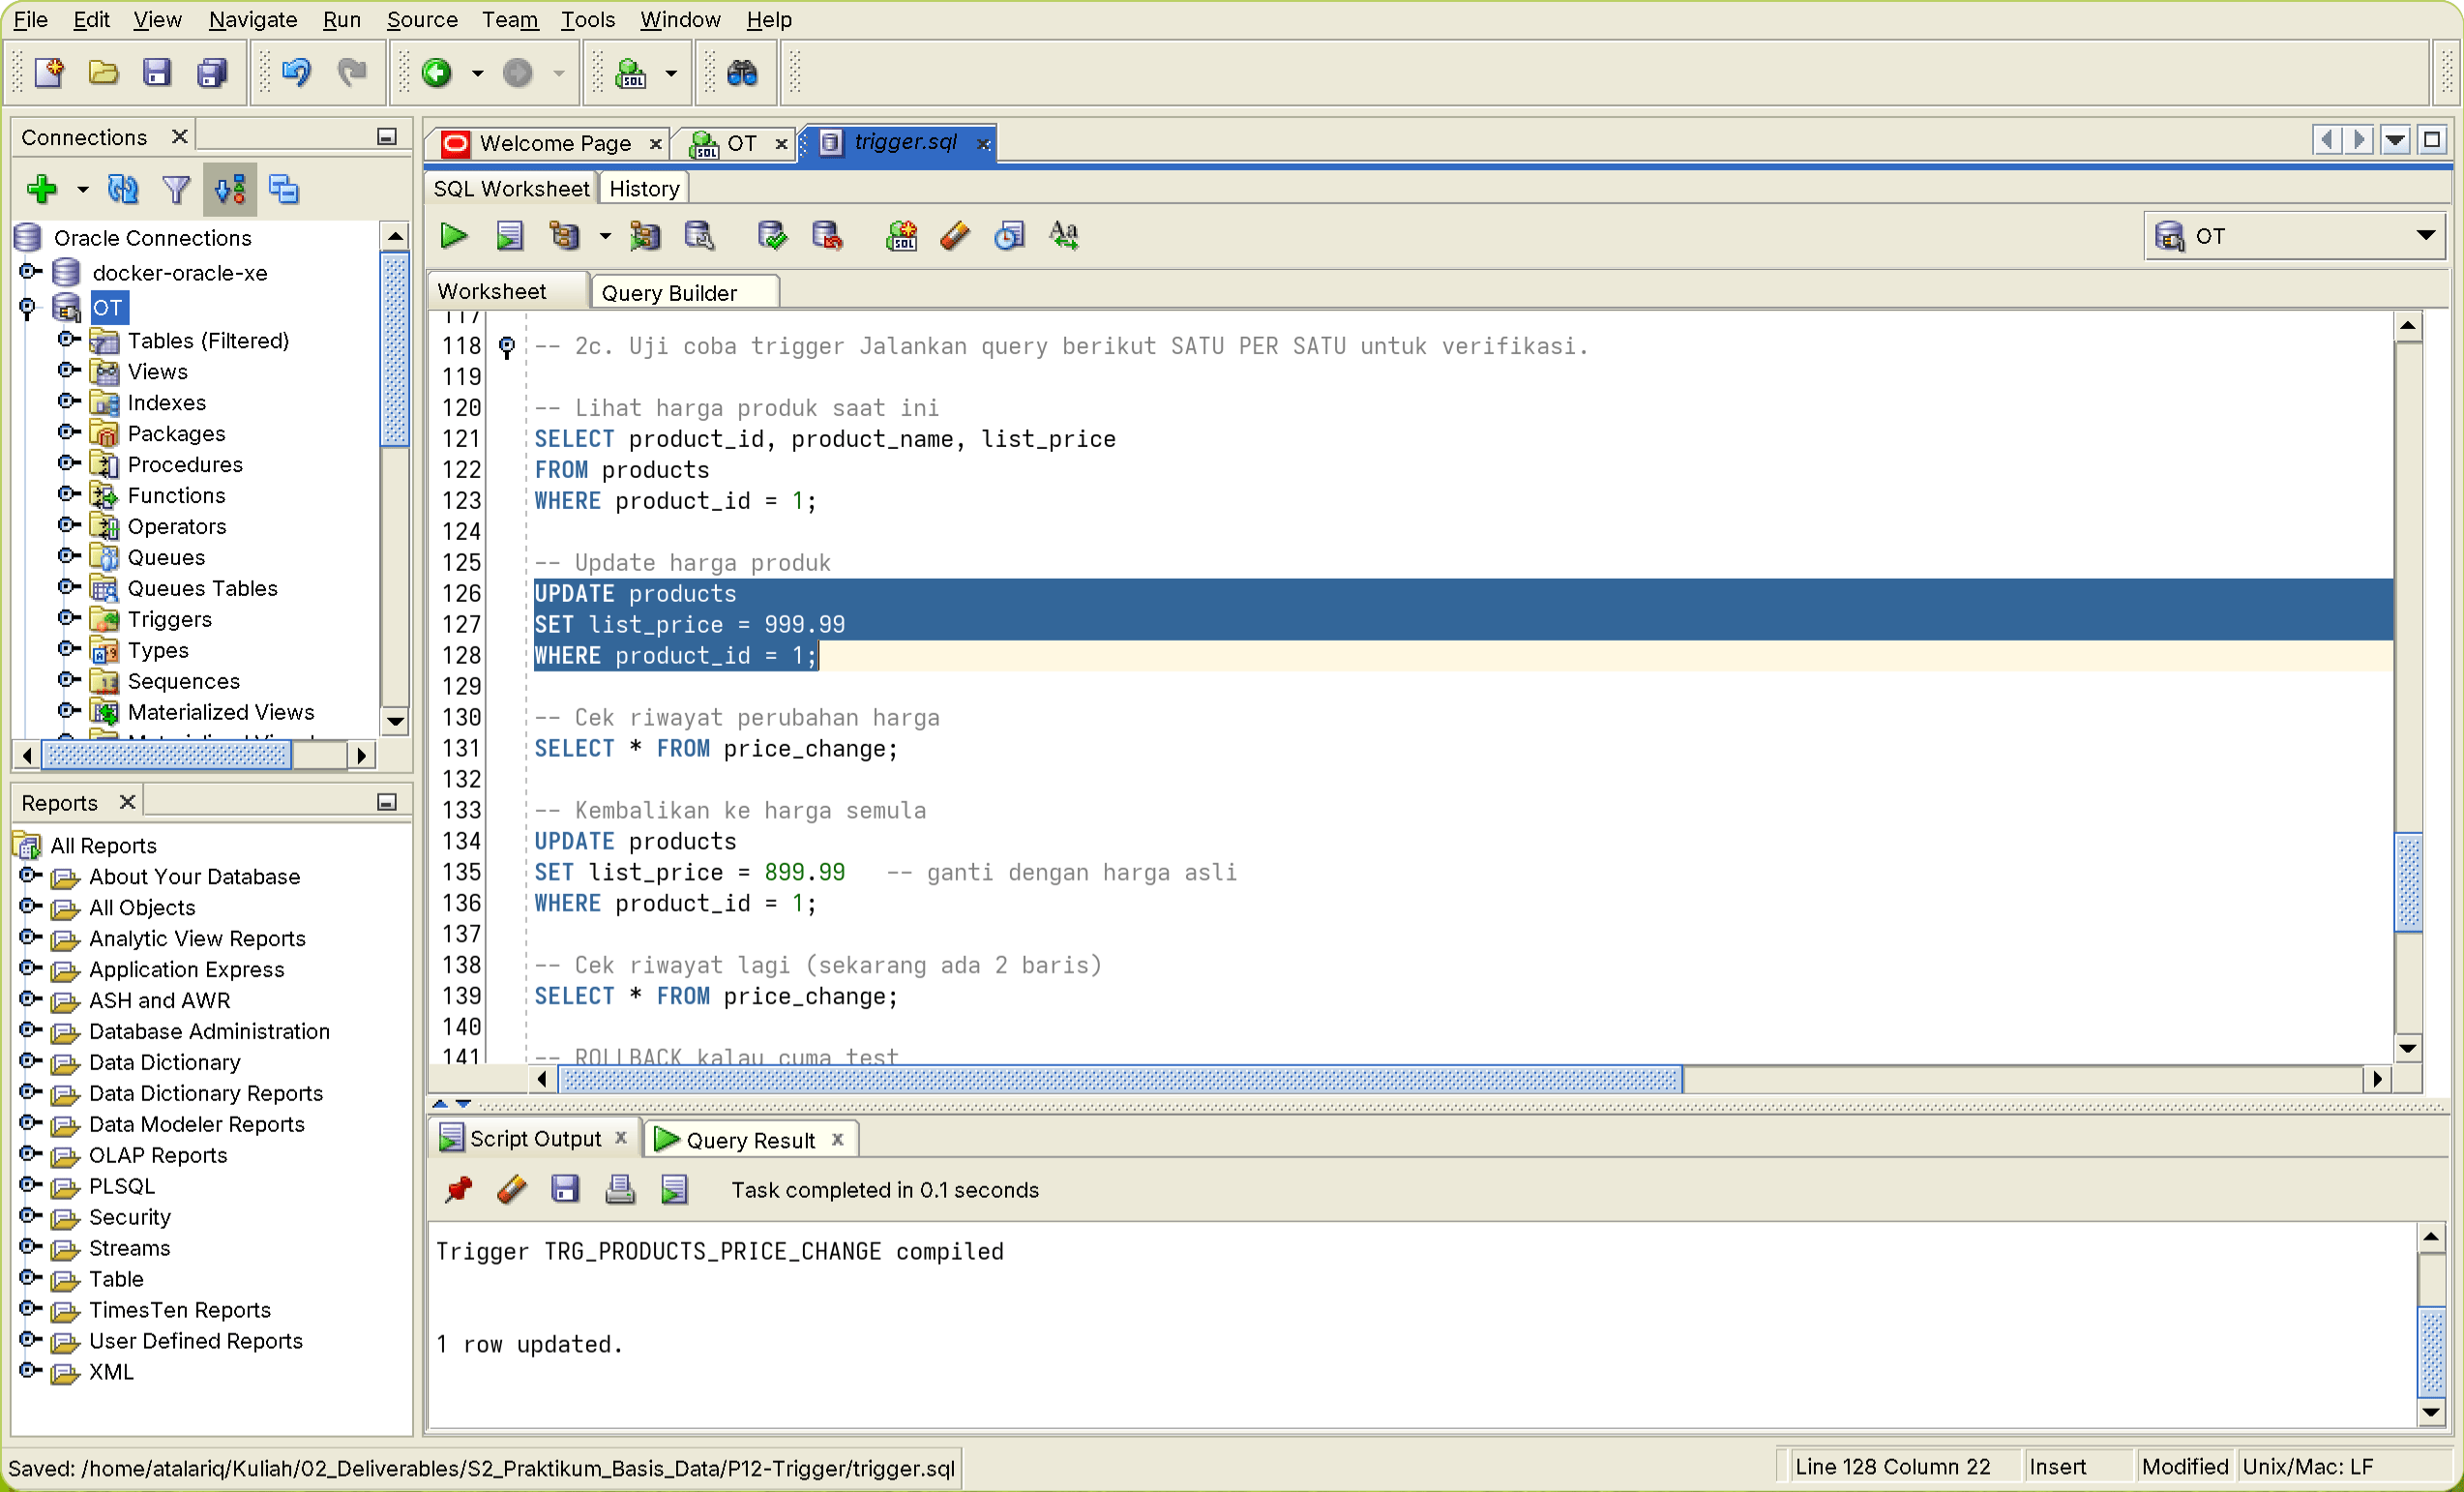 File Edit View Navigate Run Source Team Tools Window Help
Connections
Oracle Connections
docker-oracle-xe
OT
Tables (Filtered)
Views
Indexes
Packages
Procedures
Functions
Operators
Queues
Queues Tables
Triggers
Types
Sequences
Materialized Views
Reports
All Reports
About Your Database
All Objects
Analytic View Reports
Application Express
ASH and AWR
Database Administration
Data Dictionary
Data Dictionary Reports
Data Modeler Reports
OLAP Reports
PLSQL
Security
Streams
Table
TimesTen Reports
User Defined Reports
XML
Welcome Page OT trigger.sql
SQL Worksheet History
OT
Worksheet Query Builder
117
118 -- 2c. Uji coba trigger Jalankan query berikut SATU PER SATU untuk verifikasi.
119
120 -- Lihat harga produk saat ini
121 SELECT product_id, product_name, list_price
122 FROM products
123 WHERE product_id = 1;
124
125 -- Update harga produk
126 UPDATE products
127 SET list_price = 999.99
128 WHERE product_id = 1;
129
130 -- Cek riwayat perubahan harga
131 SELECT * FROM price_change;
132
133 -- Kembalikan ke harga semula
134 UPDATE products
135 SET list_price = 899.99 -- ganti dengan harga asli
136 WHERE product_id = 1;
137
138 -- Cek riwayat lagi (sekarang ada 2 baris)
139 SELECT * FROM price_change;
140
141 -- ROLLBACK kalau cuma test
Script Output Query Result
Task completed in 0.1 seconds
Trigger TRG_PRODUCTS_PRICE_CHANGE compiled
1 row updated.
Saved: /home/atalariq/Kuliah/02_Deliverables/S2_Praktikum_Basis_Data/P12-Trigger/trigger.sql
Line 128 Column 22 Insert Modified Unix/Mac: LF